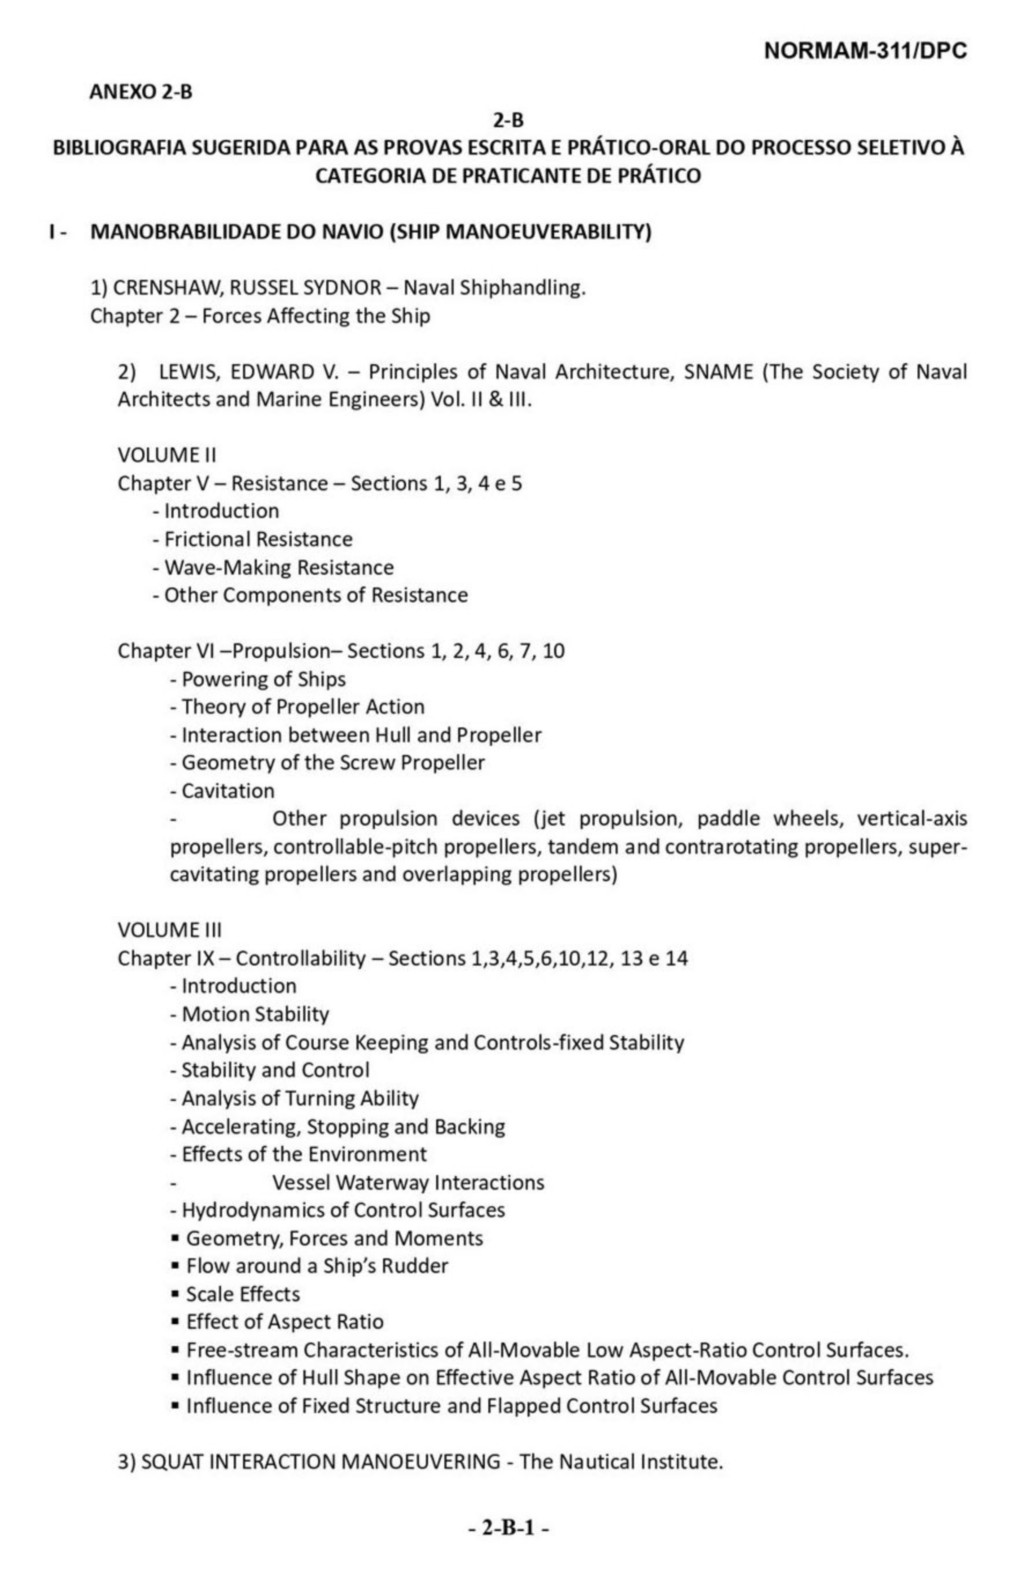 NORMAM-311/DPC
ANEXO 2-B
2-B
BIBLIOGRAFIA SUGERIDA PARA AS PROVAS ESCRITA E PRÁTICO-ORAL DO PROCESSO SELETIVO À
CATEGORIA DE PRATICANTE DE PRÁTICO
I - MANOBRABILIDADE DO NAVIO (SHIP MANOEUVERABILITY)
1) CRENSHAW, RUSSEL SYDNOR – Naval Shiphandling.
Chapter 2 – Forces Affecting the Ship
2) LEWIS, EDWARD V. – Principles of Naval Architecture, SNAME (The Society of Naval
Architects and Marine Engineers) Vol. II & III.
VOLUME II
Chapter V – Resistance – Sections 1, 3, 4 e 5
- Introduction
- Frictional Resistance
- Wave-Making Resistance
- Other Components of Resistance
Chapter VI –Propulsion– Sections 1, 2, 4, 6, 7, 10
- Powering of Ships
- Theory of Propeller Action
- Interaction between Hull and Propeller
- Geometry of the Screw Propeller
- Cavitation
- Other propulsion devices (jet propulsion, paddle wheels, vertical-axis
propellers, controllable-pitch propellers, tandem and contrarotating propellers, super-
cavitating propellers and overlapping propellers)
VOLUME III
Chapter IX – Controllability – Sections 1,3,4,5,6,10,12, 13 e 14
- Introduction
- Motion Stability
- Analysis of Course Keeping and Controls-fixed Stability
- Stability and Control
- Analysis of Turning Ability
- Accelerating, Stopping and Backing
- Effects of the Environment
- Vessel Waterway Interactions
- Hydrodynamics of Control Surfaces
▪ Geometry, Forces and Moments
▪ Flow around a Ship's Rudder
▪ Scale Effects
▪ Effect of Aspect Ratio
▪ Free-stream Characteristics of All-Movable Low Aspect-Ratio Control Surfaces.
▪ Influence of Hull Shape on Effective Aspect Ratio of All-Movable Control Surfaces
▪ Influence of Fixed Structure and Flapped Control Surfaces
3) SQUAT INTERACTION MANOEUVERING - The Nautical Institute.
- 2-B-1 -